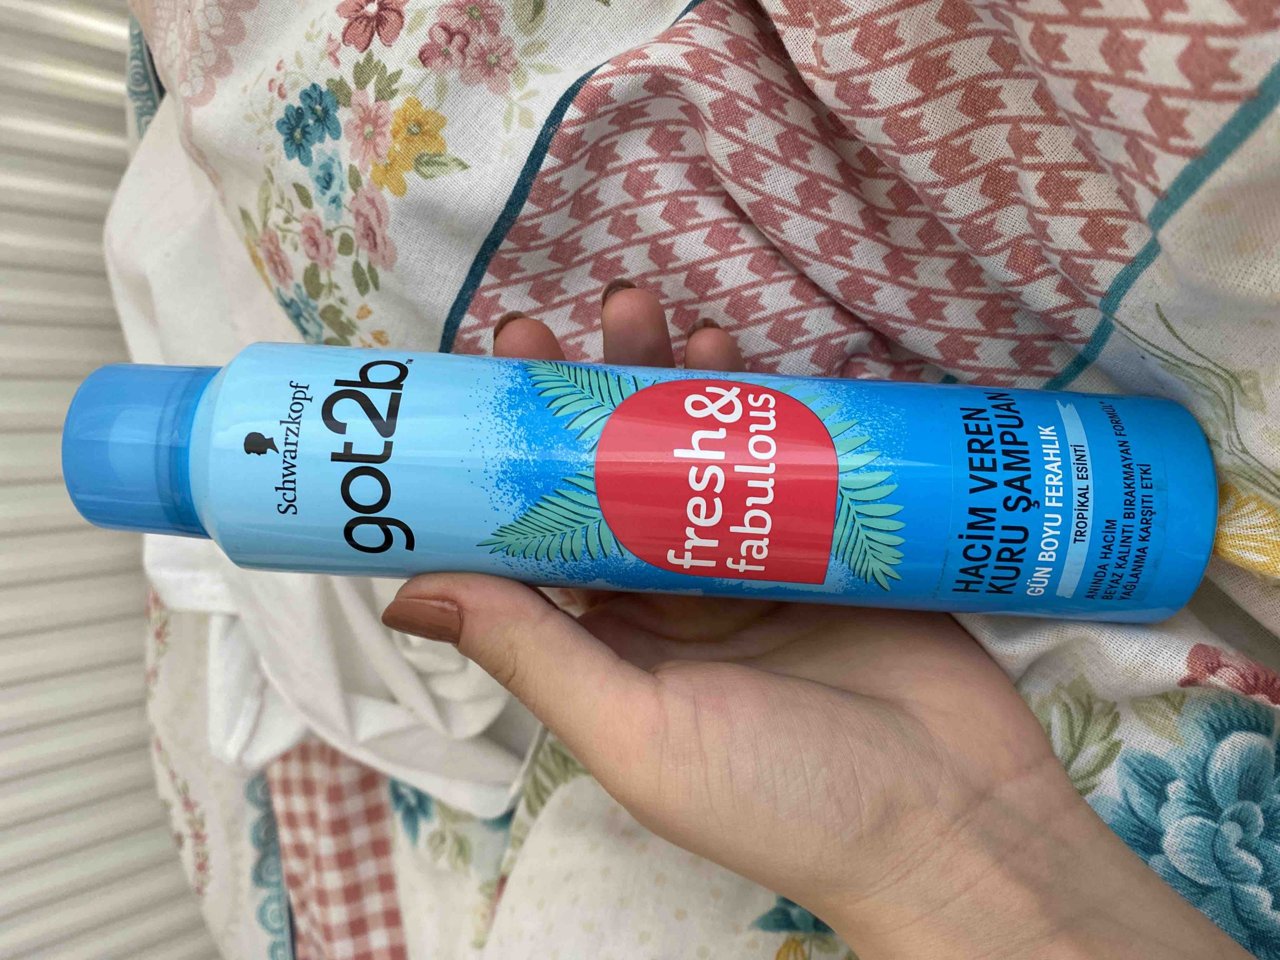 Schwarzkopf
got2b™
fresh&
fabulous
HACİM VEREN
KURU ŞAMPUAN
GÜN BOYU FERAHLIK
TROPİKAL ESİNTİ
ANINDA HACİM
BEYAZ KALINTI BIRAKMAYAN FORMÜL
YAĞLANMA KARŞITI ETKİ